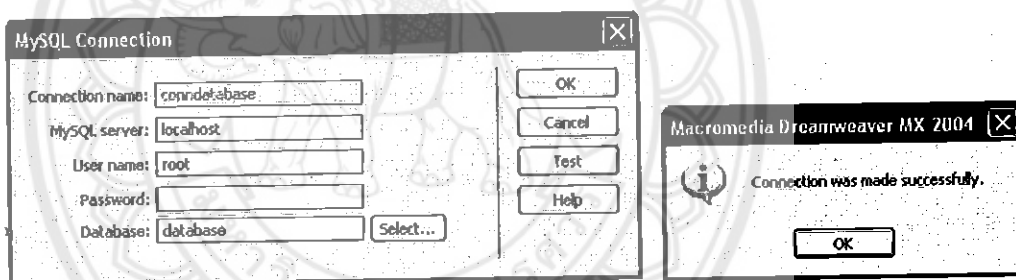 MySQL Connection
Connection name: conndatabase
MySQL server: localhost
User name: root
Password:
Database: database
Select...
OK
Cancel
Test
Help
Macromedia Dreamweaver MX 2004
Connection was made successfully.
OK